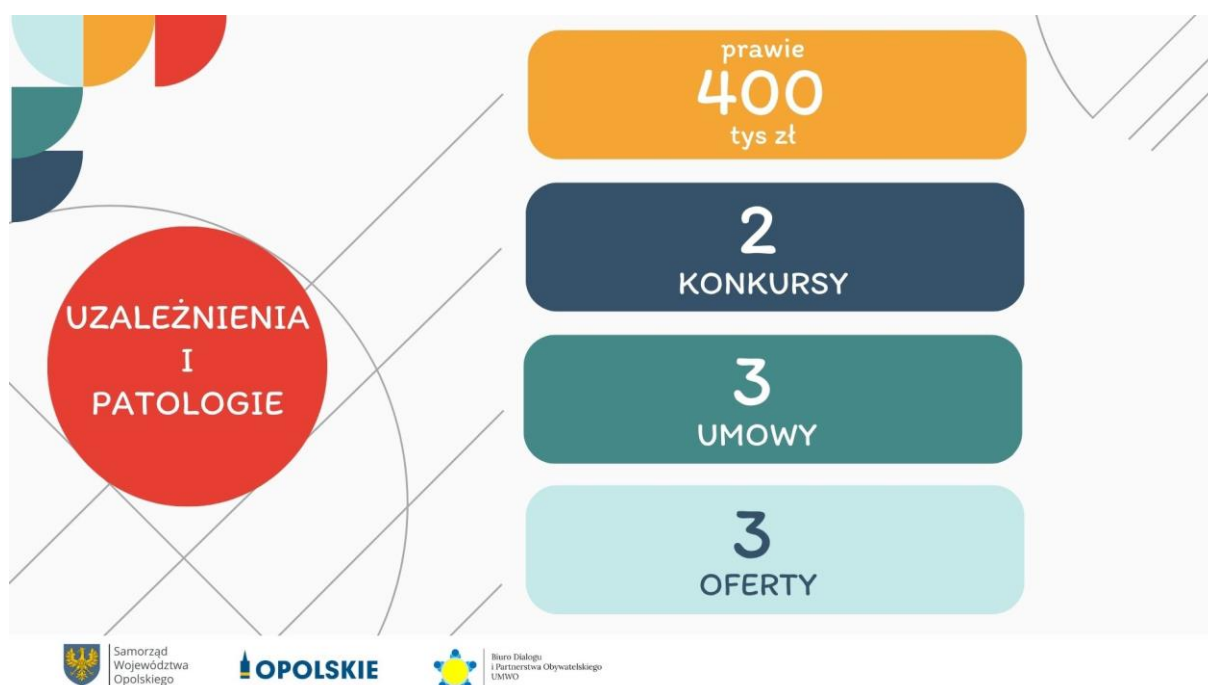 UZALEŻNIENIA
I
PATOLOGIE
prawie
400
tys zł
2
KONKURSY
3
UMOWY
3
OFERTY
Samorząd
Województwa
Opolskiego
OPOLSKIE
Biuro Dialogu
i Partnerstwa Obywatelskiego
UMWO